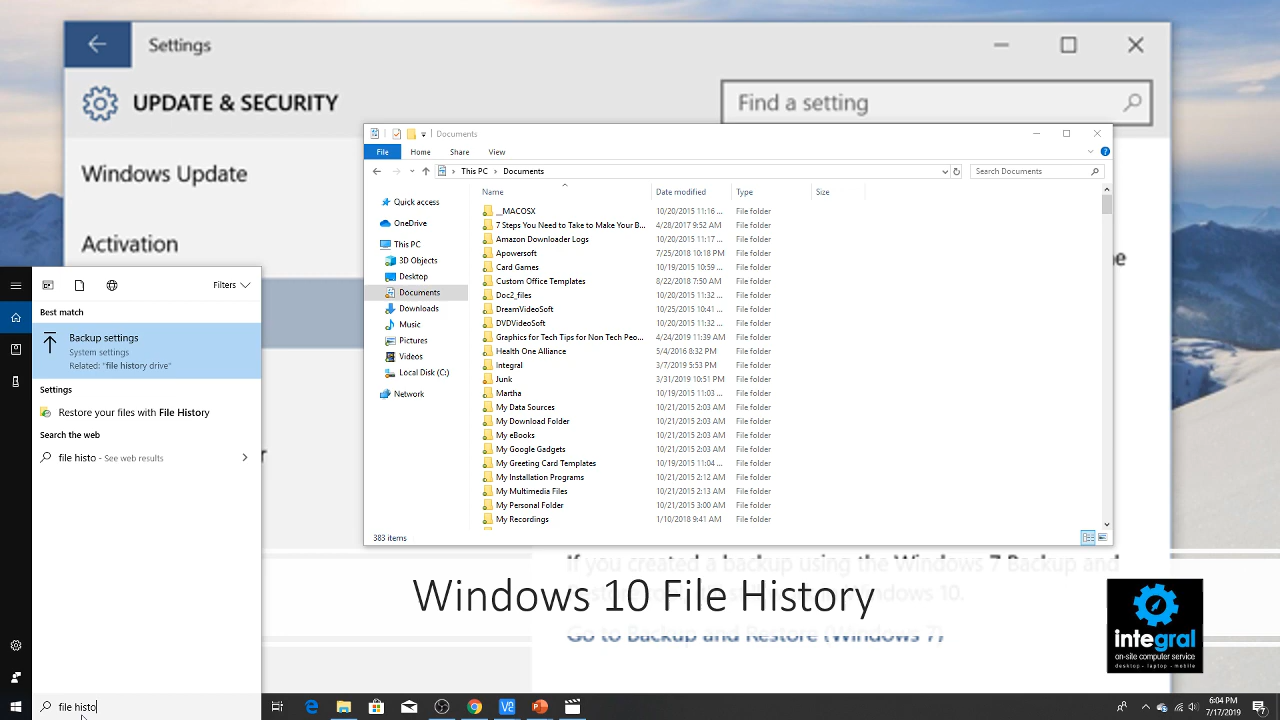 Settings
UPDATE & SECURITY
Find a setting
Windows Update
Activation
Documents
File Home Share View
This PC Documents
Search Documents
Name Date modified Type Size
Quick access
OneDrive
This PC
3D Objects
Desktop
Documents
Downloads
Music
Pictures
Videos
Local Disk (C:)
Network
__MACOSX 10/20/2015 11:16 ... File folder
7 Steps You Need to Take to Make Your B... 4/28/2017 9:52 AM File folder
Amazon Downloader Logs 10/20/2015 11:17 ... File folder
Apowersoft 7/25/2018 10:18 PM File folder
Card Games 10/19/2015 10:59 ... File folder
Custom Office Templates 8/22/2018 7:50 AM File folder
Doc2_files 10/20/2015 11:32 ... File folder
DreamVideoSoft 10/25/2015 10:41 ... File folder
DVDVideoSoft 10/20/2015 11:32 ... File folder
Graphics for Tech Tips for Non Tech Peo... 4/24/2019 11:39 AM File folder
Health One Alliance 5/4/2016 8:32 PM File folder
Integral 3/7/2019 5:53 PM File folder
Junk 3/31/2019 10:51 PM File folder
Martha 10/19/2015 11:03 ... File folder
My Data Sources 10/21/2015 2:03 AM File folder
My Download Folder 10/21/2015 2:03 AM File folder
My eBooks 10/21/2015 2:03 AM File folder
My Google Gadgets 10/21/2015 2:03 AM File folder
My Greeting Card Templates 10/19/2015 11:04 ... File folder
My Installation Programs 10/21/2015 2:12 AM File folder
My Multimedia Files 10/21/2015 2:13 AM File folder
My Personal Folder 10/21/2015 3:00 AM File folder
My Recordings 1/10/2018 9:41 AM File folder
383 items
Filters
Best match
Backup settings
System settings
Related: "file history drive"
Settings
Restore your files with File History
Search the web
file histo - See web results
If you created a backup using the Windows 7 Backup and
Windows 10 File History
Go to Backup and Restore (Windows 7)
integral
on-site computer service
desktop - laptop - mobile
file histo
6:04 PM
7/17/2019